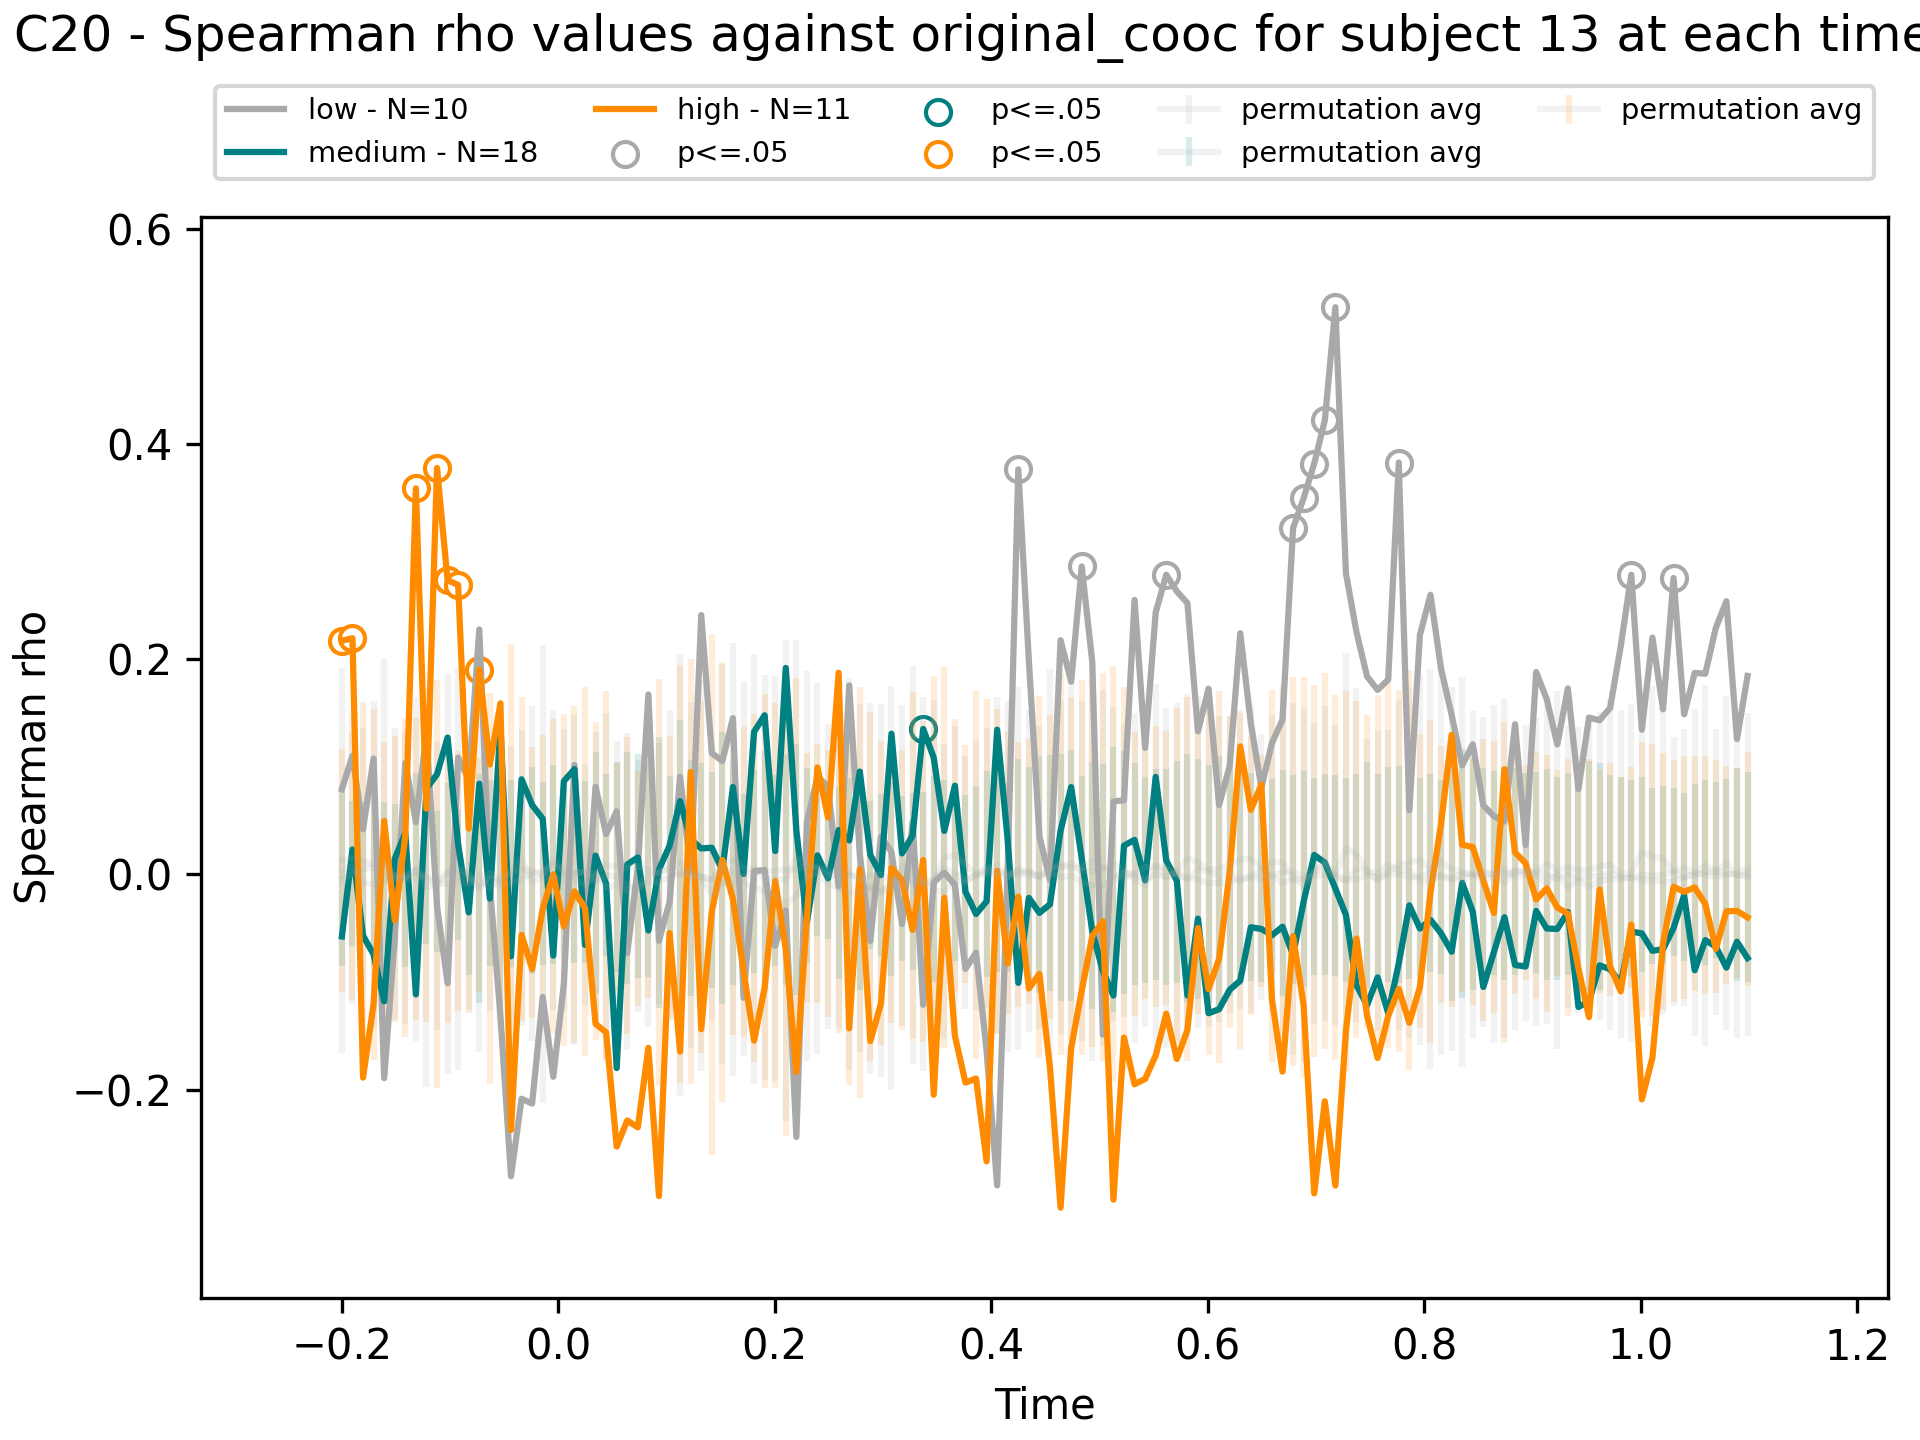 C20 - Spearman rho values against original_cooc for subject 13 at each time
low - N=10
medium - N=18
high - N=11
p<=.05
p<=.05
p<=.05
permutation avg
permutation avg
permutation avg
Spearman rho
0.6
0.4
0.2
0.0
−0.2
−0.2
0.0
0.2
0.4
0.6
0.8
1.0
1.2
Time